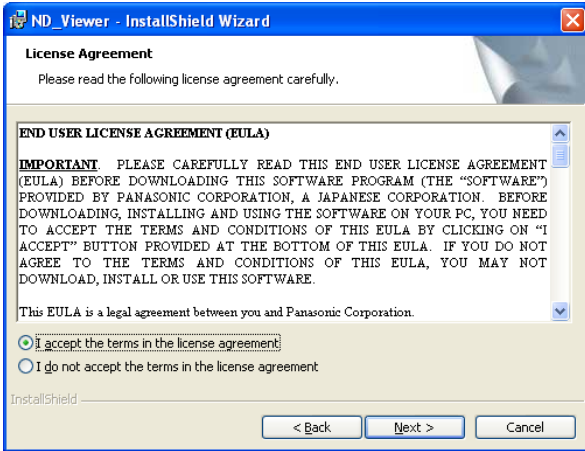 ND_Viewer - InstallShield Wizard
License Agreement
Please read the following license agreement carefully.
END USER LICENSE AGREEMENT (EULA)
IMPORTANT. PLEASE CAREFULLY READ THIS END USER LICENSE AGREEMENT
(EULA) BEFORE DOWNLOADING THIS SOFTWARE PROGRAM (THE “SOFTWARE”)
PROVIDED BY PANASONIC CORPORATION, A JAPANESE CORPORATION. BEFORE
DOWNLOADING, INSTALLING AND USING THE SOFTWARE ON YOUR PC, YOU NEED
TO ACCEPT THE TERMS AND CONDITIONS OF THIS EULA BY CLICKING ON “I
ACCEPT” BUTTON PROVIDED AT THE BOTTOM OF THIS EULA. IF YOU DO NOT
AGREE TO THE TERMS AND CONDITIONS OF THIS EULA, YOU MAY NOT
DOWNLOAD, INSTALL OR USE THIS SOFTWARE.
This EULA is a legal agreement between you and Panasonic Corporation.
I accept the terms in the license agreement
I do not accept the terms in the license agreement
InstallShield
< Back Next > Cancel